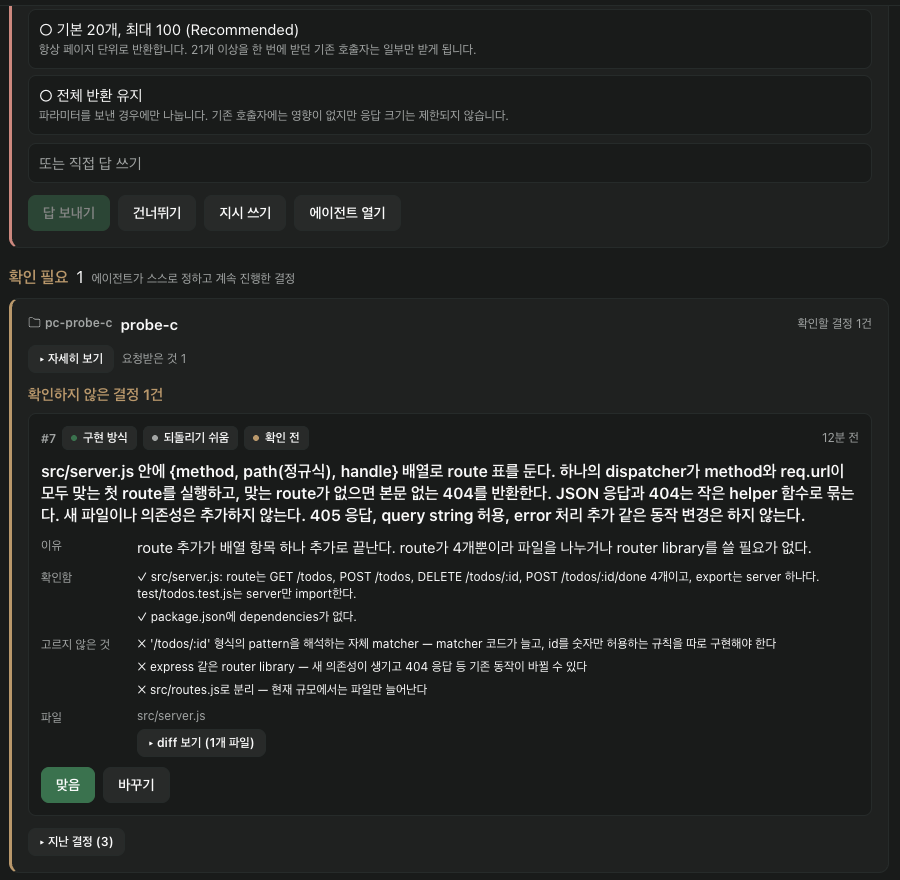 기본 20개, 최대 100 (Recommended)
항상 페이지 단위로 반환합니다. 21개 이상을 한 번에 받던 기존 호출자는 일부만 받게 됩니다.
전체 반환 유지
파라미터를 보낸 경우에만 나눕니다. 기존 호출자에는 영향이 없지만 응답 크기는 제한되지 않습니다.
또는 직접 답 쓰기
답 보내기 건너뛰기 지시 쓰기 에이전트 열기
확인 필요 1 에이전트가 스스로 정하고 계속 진행한 결정
pc-probe-c probe-c 확인할 결정 1건
▸ 자세히 보기 요청받은 것 1
확인하지 않은 결정 1건
#7 구현 방식 되돌리기 쉬움 확인 전 12분 전
src/server.js 안에 {method, path(정규식), handle} 배열로 route 표를 둔다. 하나의 dispatcher가 method와 req.url이
모두 맞는 첫 route를 실행하고, 맞는 route가 없으면 본문 없는 404를 반환한다. JSON 응답과 404는 작은 helper 함수로 묶는
다. 새 파일이나 의존성은 추가하지 않는다. 405 응답, query string 허용, error 처리 추가 같은 동작 변경은 하지 않는다.
이유 route 추가가 배열 항목 하나 추가로 끝난다. route가 4개뿐이라 파일을 나누거나 router library를 쓸 필요가 없다.
확인함 ✓ src/server.js: route는 GET /todos, POST /todos, DELETE /todos/:id, POST /todos/:id/done 4개이고, export는 server 하나다.
test/todos.test.js는 server만 import한다.
✓ package.json에 dependencies가 없다.
고르지 않은 것 ✕ '/todos/:id' 형식의 pattern을 해석하는 자체 matcher — matcher 코드가 늘고, id를 숫자만 허용하는 규칙을 따로 구현해야 한다
✕ express 같은 router library — 새 의존성이 생기고 404 응답 등 기존 동작이 바뀔 수 있다
✕ src/routes.js로 분리 — 현재 규모에서는 파일만 늘어난다
파일 src/server.js
▸ diff 보기 (1개 파일)
맞음 바꾸기
▸ 지난 결정 (3)